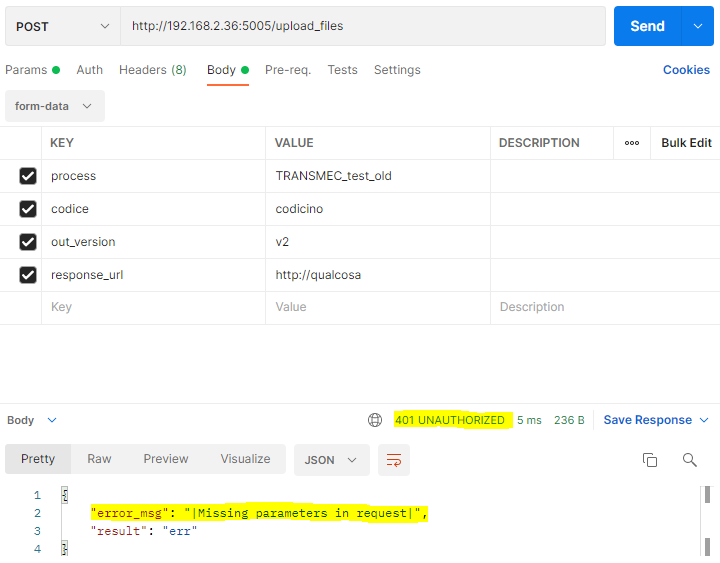 POST http://192.168.2.36:5005/upload_files Send
Params Auth Headers (8) Body Pre-req. Tests Settings Cookies
form-data
KEY VALUE DESCRIPTION Bulk Edit
process TRANSMEC_test_old
codice codicino
out_version v2
response_url http://qualcosa
Key Value Description
Body 401 UNAUTHORIZED 5 ms 236 B Save Response
Pretty Raw Preview Visualize JSON
1 {
2 "error_msg": "|Missing parameters in request|",
3 "result": "err"
4 }